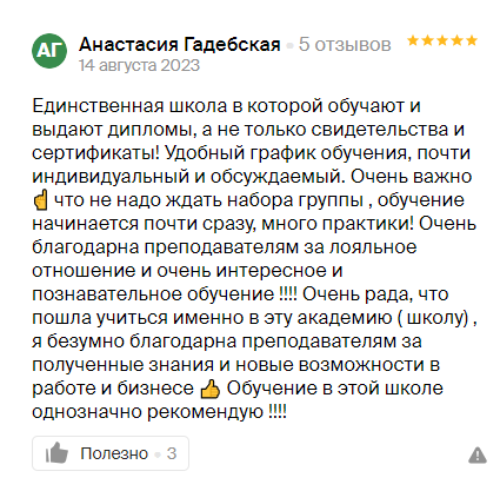 АГ Анастасия Гадебская • 5 отзывов ★★★★★
14 августа 2023
Единственная школа в которой обучают и
выдают дипломы, а не только свидетельства и
сертификаты! Удобный график обучения, почти
индивидуальный и обсуждаемый. Очень важно
☝️что не надо ждать набора группы , обучение
начинается почти сразу, много практики! Очень
благодарна преподавателям за лояльное
отношение и очень интересное и
познавательное обучение !!!! Очень рада, что
пошла учиться именно в эту академию ( школу) ,
я безумно благодарна преподавателям за
полученные знания и новые возможности в
работе и бизнесе 👍 Обучение в этой школе
однозначно рекомендую !!!!
Полезно • 3